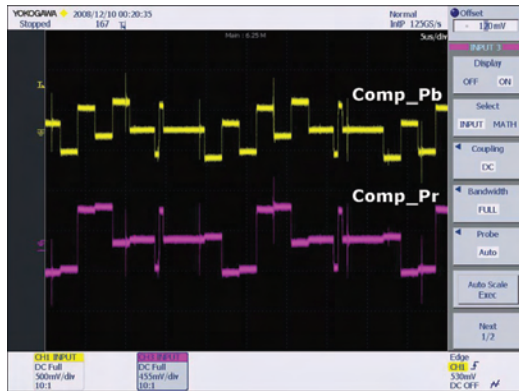 YOKOGAWA 2008/12/10 00:20:35
Stopped 167
Normal
IntP 125GS/s
Main : 6.25 M
5us/div
Comp_Pb
Comp_Pr
Offset
INPUT 3
Display
OFF ON
Select
INPUT MATH
Coupling
DC
Bandwidth
FULL
Probe
Auto
Auto Scale
Exec
Next
1/2
CH1 INPUT
DC Full
500mV/div
10:1
CH3 INPUT
DC Full
455mV/div
10:1
Edge
CH1
530mV
DC OFF